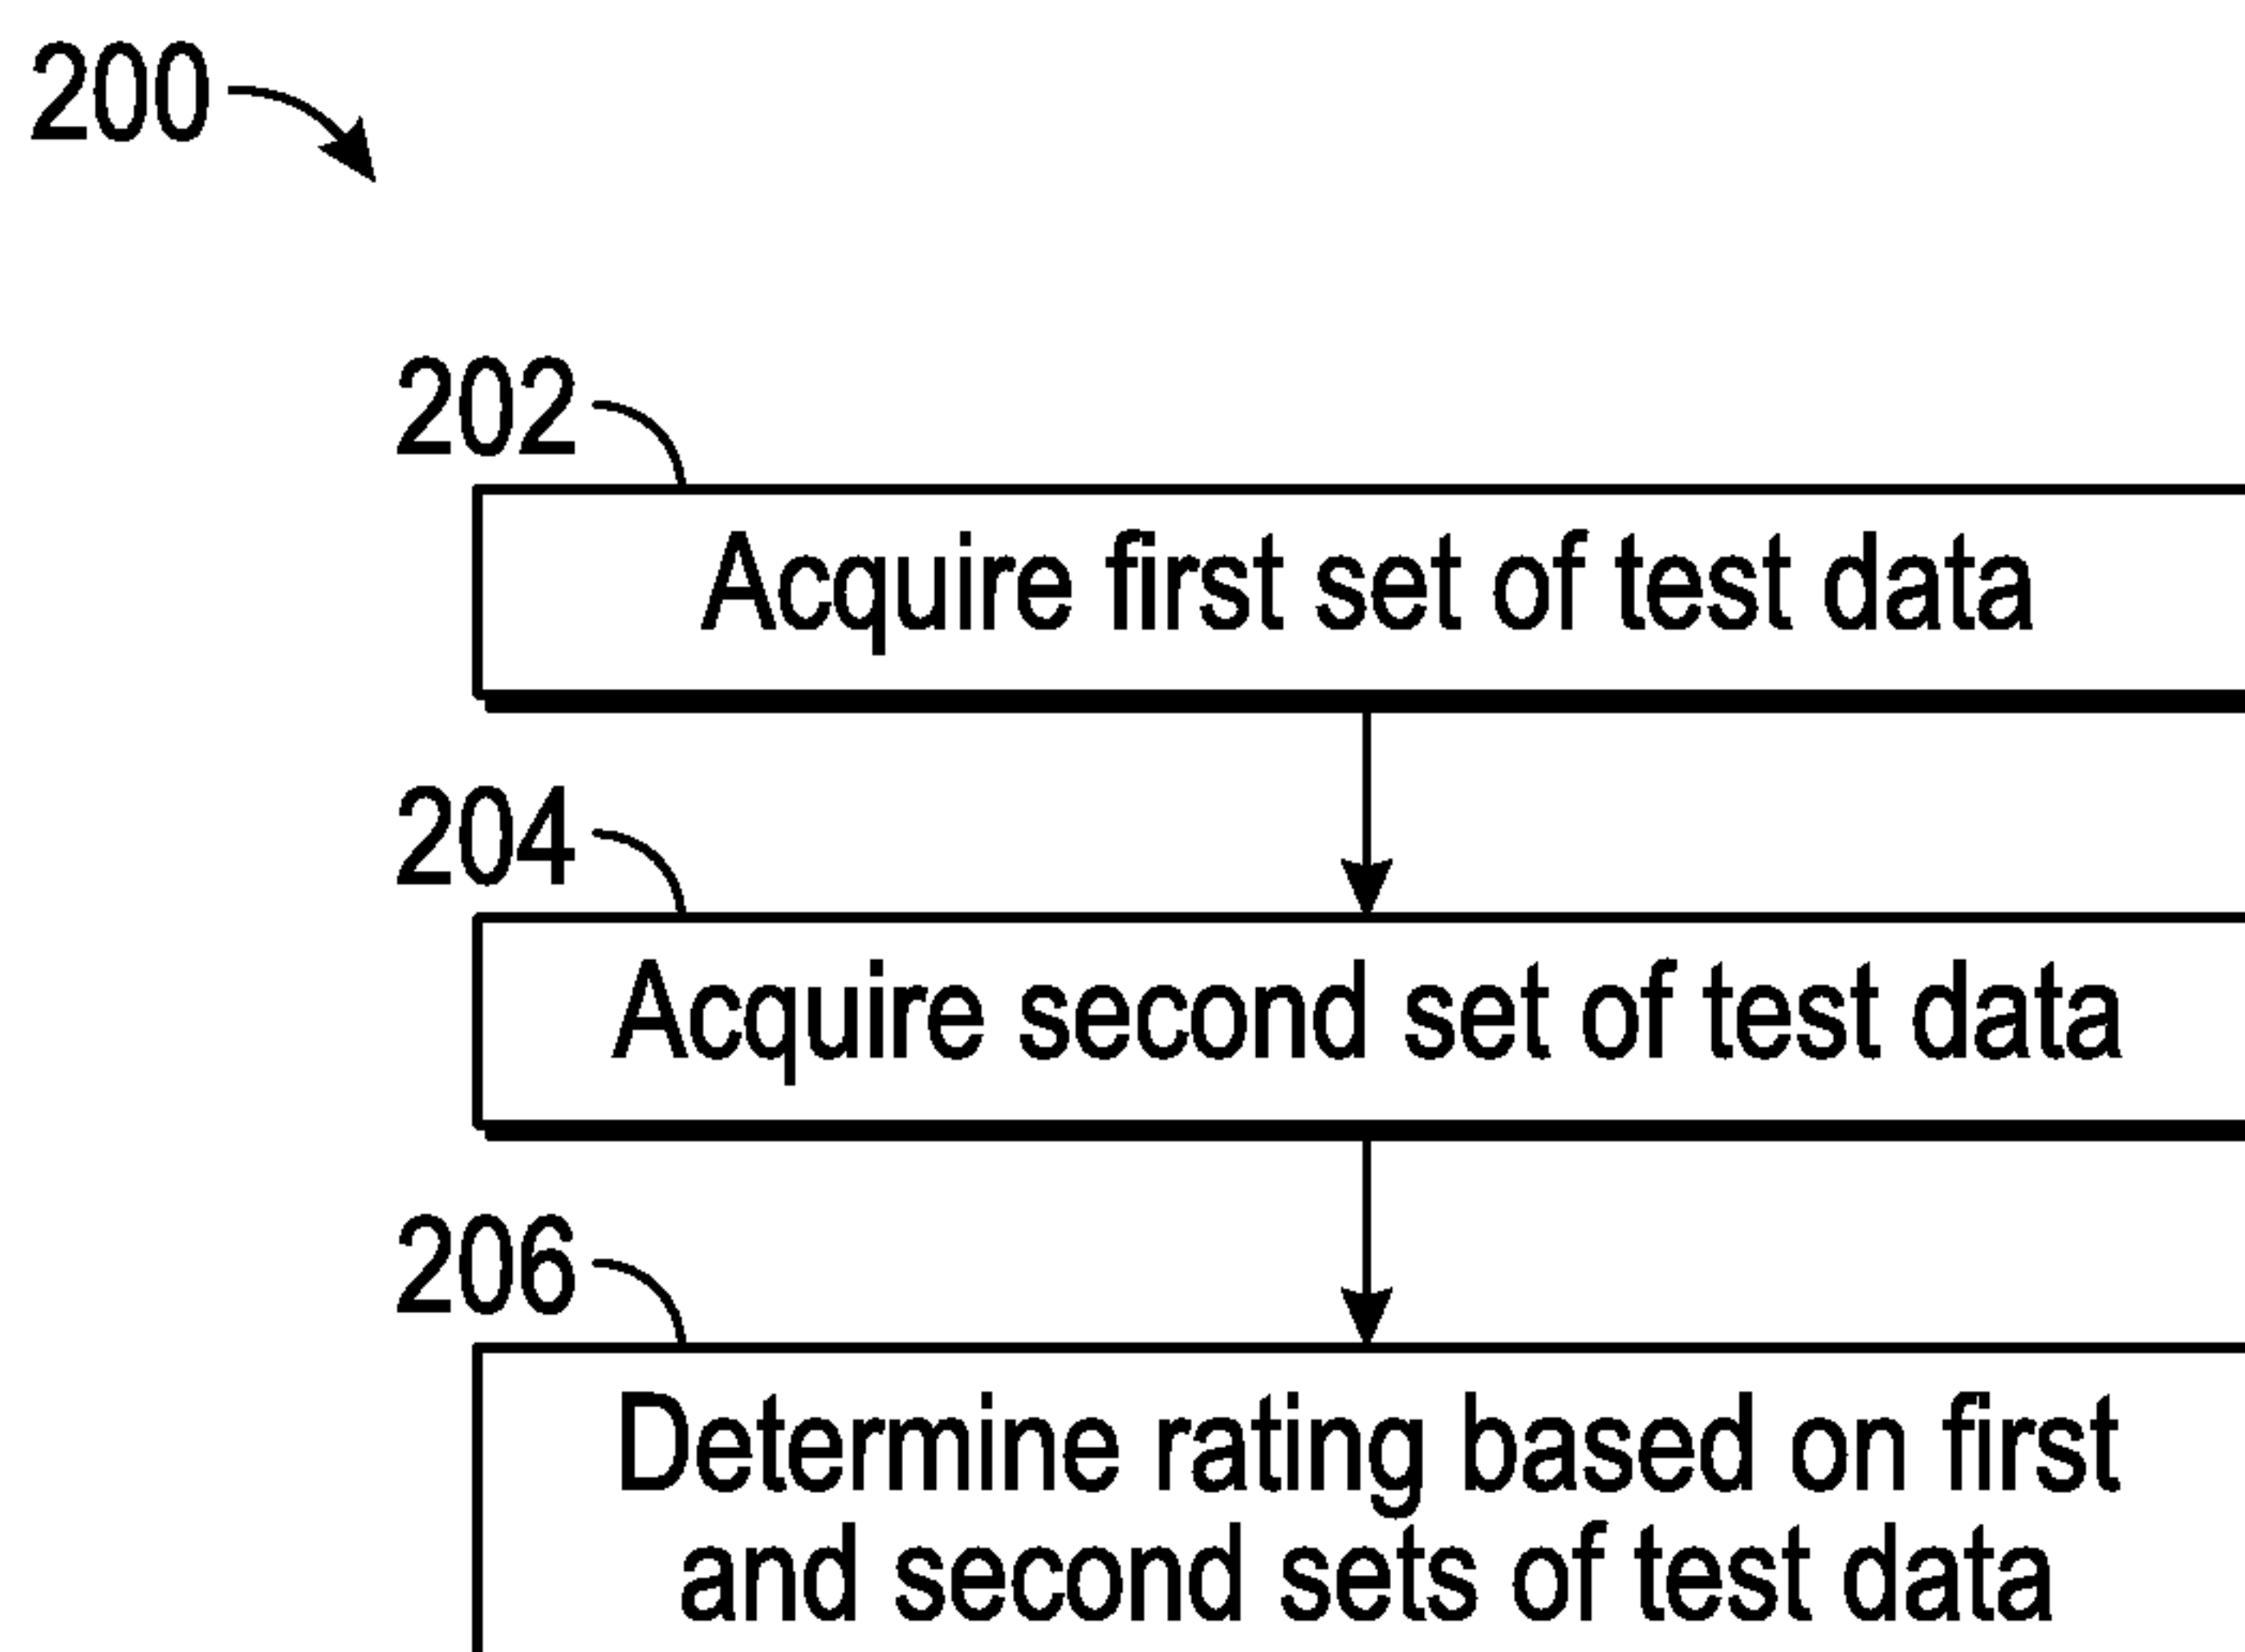 200
202
Acquire first set of test data
204
Acquire second set of test data
206
Determine rating based on first
and second sets of test data